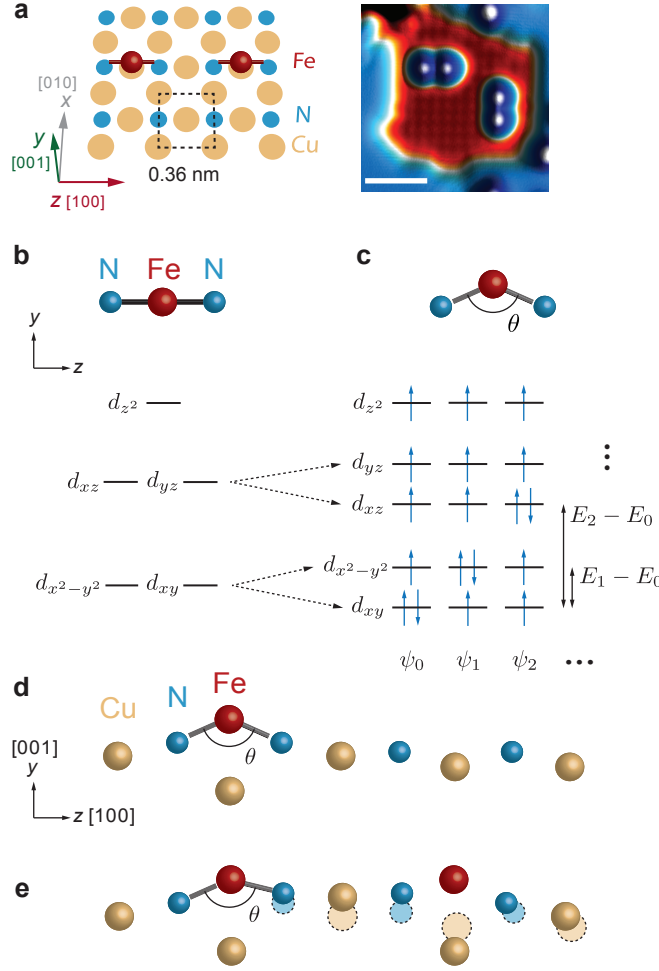 a
Fe
N
Cu
[010]
x
y
[001]
z [100]
0.36 nm
b
c
N Fe N
θ
y
z
d_{z^2}
d_{xz} d_{yz}
d_{x^2-y^2} d_{xy}
d_{z^2}
d_{yz}
d_{xz}
d_{x^2-y^2}
d_{xy}
E_2 − E_0
E_1 − E_0
ψ_0 ψ_1 ψ_2
d
Cu N Fe
θ
[001]
y
z [100]
e
θ